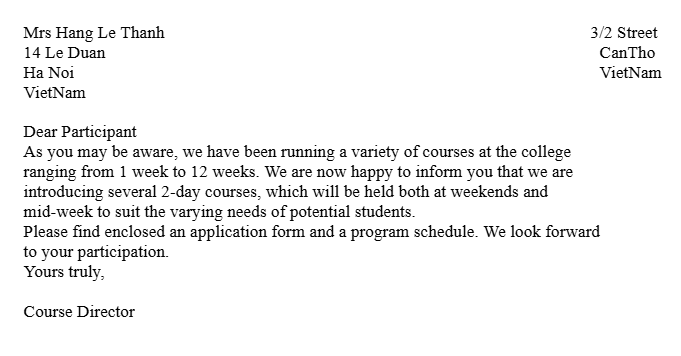 Mrs Hang Le Thanh 3/2 Street
14 Le Duan CanTho
Ha Noi VietNam
VietNam
Dear Participant
As you may be aware, we have been running a variety of courses at the college
ranging from 1 week to 12 weeks. We are now happy to inform you that we are
introducing several 2-day courses, which will be held both at weekends and
mid-week to suit the varying needs of potential students.
Please find enclosed an application form and a program schedule. We look forward
to your participation.
Yours truly,
Course Director